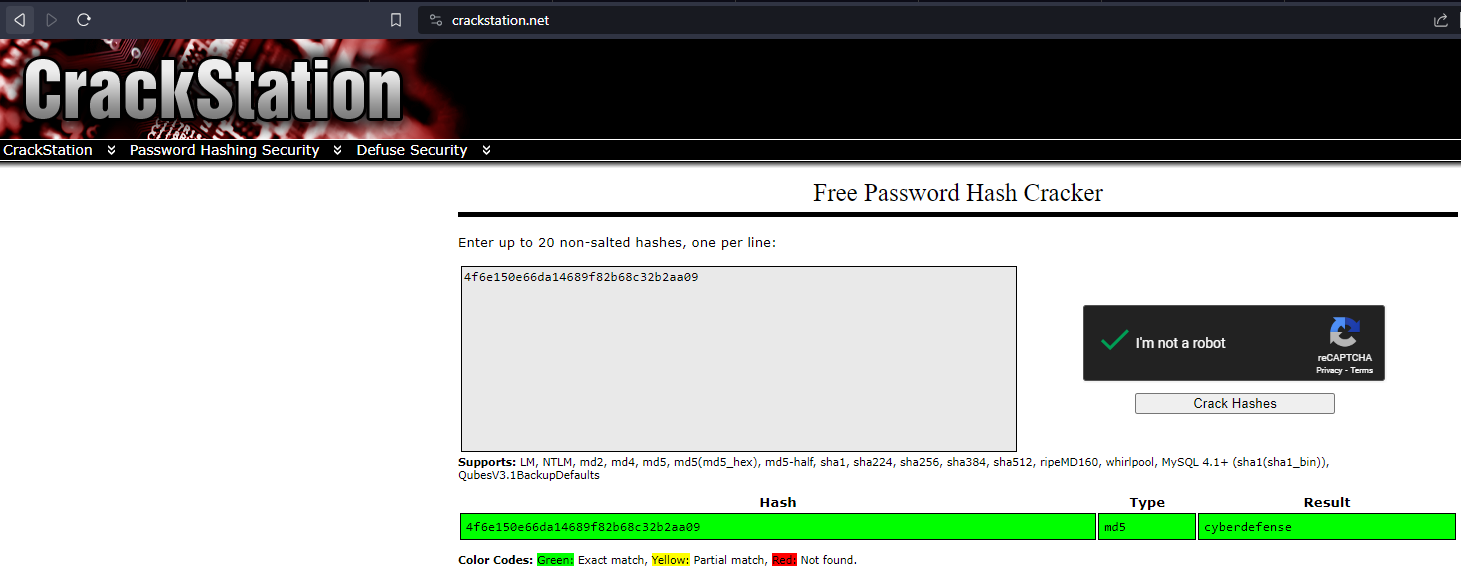 crackstation.net
CrackStation
CrackStation Password Hashing Security Defuse Security
Free Password Hash Cracker
Enter up to 20 non-salted hashes, one per line:
4f6e150e66da14689f82b68c32b2aa09
I'm not a robot
reCAPTCHA
Privacy - Terms
Crack Hashes
Supports: LM, NTLM, md2, md4, md5, md5(md5_hex), md5-half, sha1, sha224, sha256, sha384, sha512, ripeMD160, whirlpool, MySQL 4.1+ (sha1(sha1_bin)),
QubesV3.1BackupDefaults
Hash Type Result
4f6e150e66da14689f82b68c32b2aa09 md5 cyberdefense
Color Codes: Green: Exact match, Yellow: Partial match, Red: Not found.